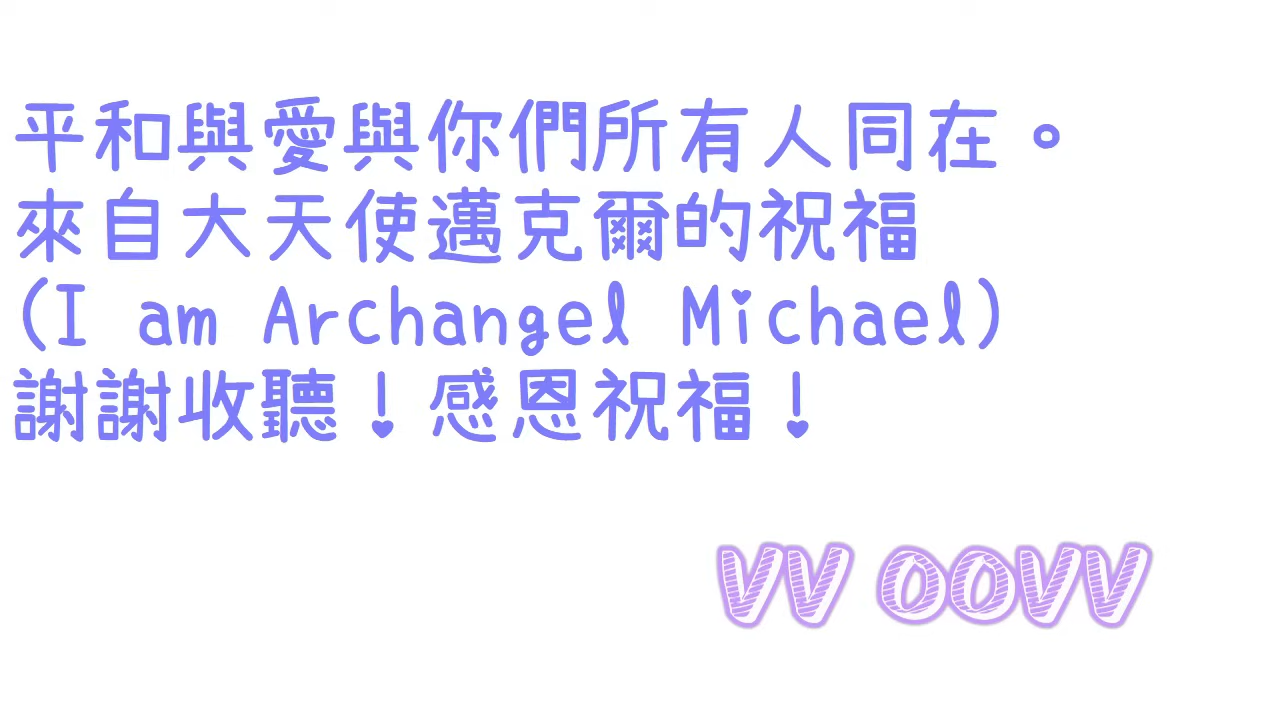 平和與愛與你們所有人同在。
來自大天使邁克爾的祝福
(I am Archangel Michael)
謝謝收聽！感恩祝福！
VV OOVV